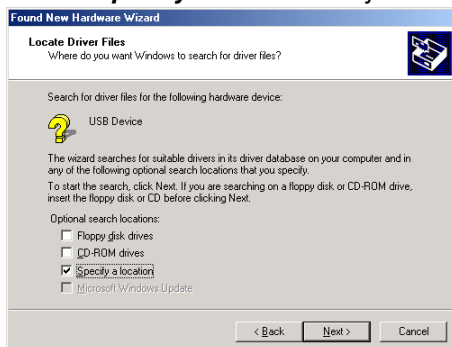 Found New Hardware Wizard
Locate Driver Files
Where do you want Windows to search for driver files?
Search for driver files for the following hardware device:
USB Device
The wizard searches for suitable drivers in its driver database on your computer and in
any of the following optional search locations that you specify.
To start the search, click Next. If you are searching on a floppy disk or CD-ROM drive,
insert the floppy disk or CD before clicking Next.
Optional search locations:
Floppy disk drives
CD-ROM drives
Specify a location
Microsoft Windows Update
< Back
Next >
Cancel